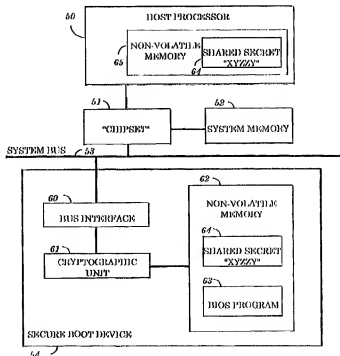 50
HOST PROCESSOR
65
NON-VOLATILE
MEMORY
64
SHARED SECRET
"XYZZY"
51
"CHIPSET"
52
SYSTEM MEMORY
SYSTEM BUS
53
60
BUS INTERFACE
61
CRYPTOGRAPHIC
UNIT
62
NON-VOLATILE
MEMORY
64
SHARED SECRET
"XYZZY"
63
BIOS PROGRAM
SECURE BOOT DEVICE
54